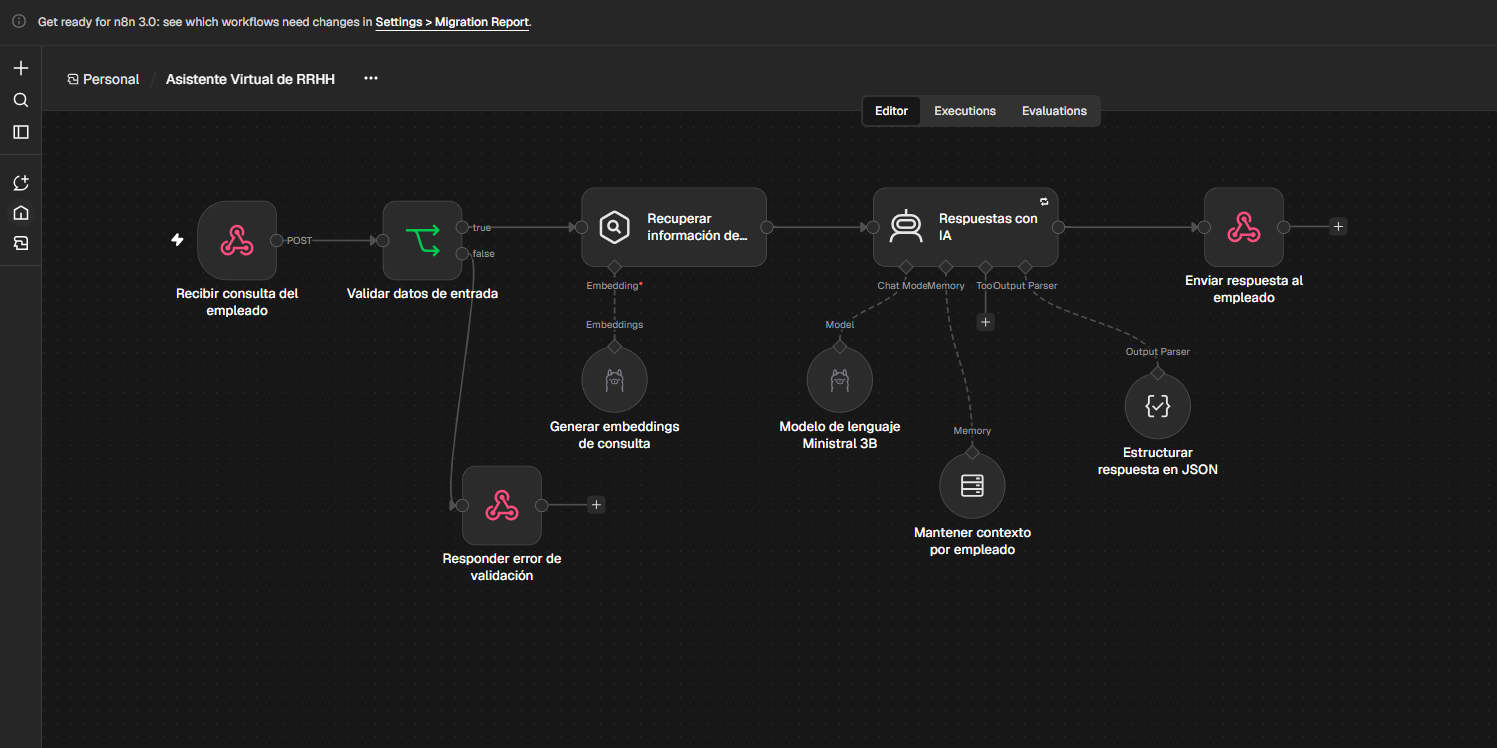 Get ready for n8n 3.0: see which workflows need changes in Settings > Migration Report.
Personal / Asistente Virtual de RRHH ...
Editor Executions Evaluations
POST
Recibir consulta del
empleado
true
false
Validar datos de entrada
Recuperar
información de...
Embedding*
Embeddings
Generar embeddings
de consulta
Respuestas con
IA
Chat Mode
Memory
Too
Output Parser
Model
Modelo de lenguaje
Ministral 3B
Memory
Mantener contexto
por empleado
Output Parser
Estructurar
respuesta en JSON
Enviar respuesta al
empleado
Responder error de
validación